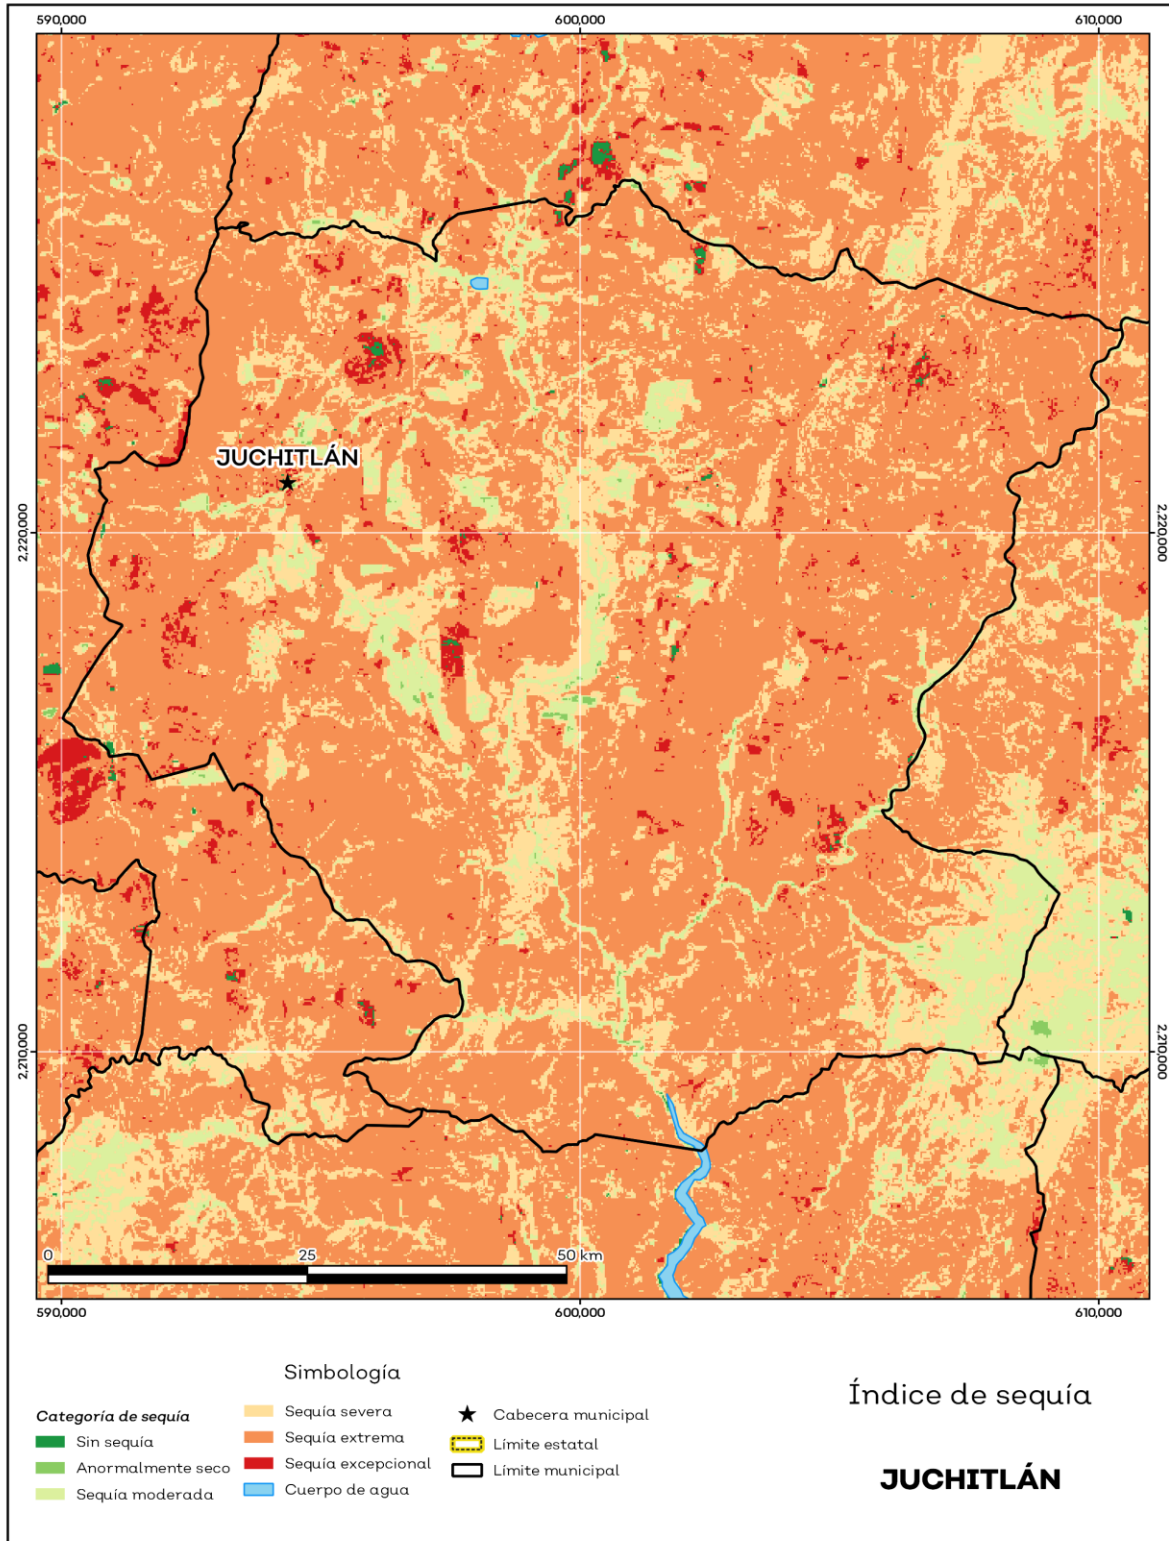 590,000 600,000 610,000
JUCHITLÁN
2,220,000 2,220,000
2,210,000 2,210,000
0 25 50 km
590,000 600,000 610,000
Simbología
Categoría de sequía
Sin sequía
Anormalmente seco
Sequía moderada
Sequía severa
Sequía extrema
Sequía excepcional
Cuerpo de agua
Cabecera municipal
Límite estatal
Límite municipal
Índice de sequía
JUCHITLÁN